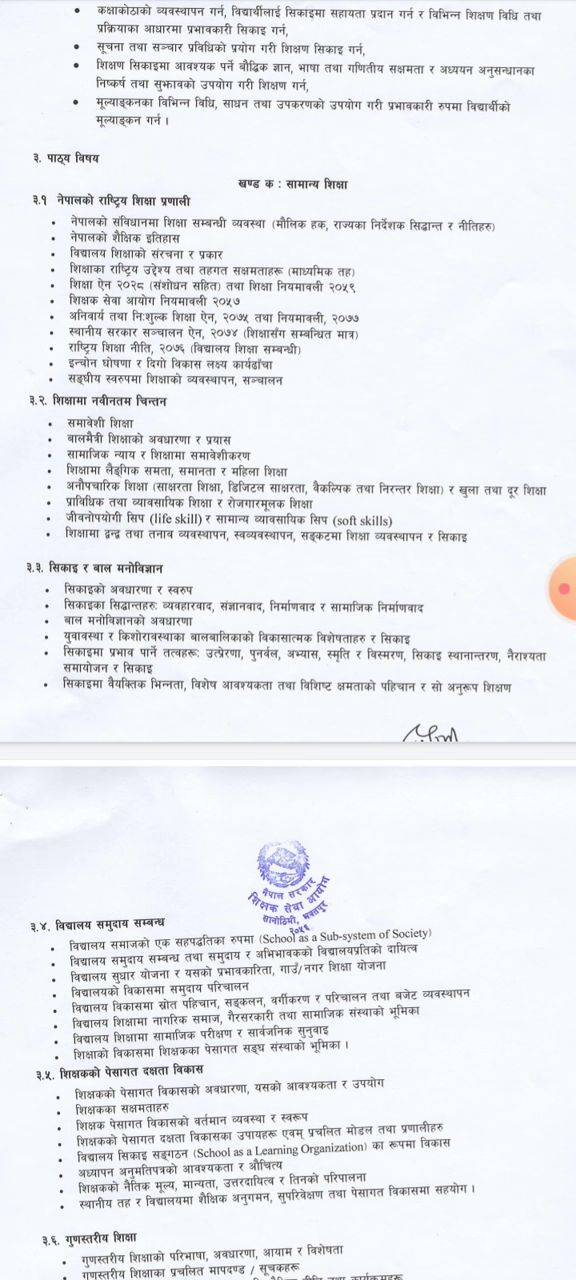 कक्षाकोठाको व्यवस्थापन गर्न, विद्यार्थीलाई सिकाइमा सहायता प्रदान गर्न र विभिन्न शिक्षण विधि तथा
प्रक्रियाका आधारमा प्रभावकारी सिकाइ गर्न,
सूचना तथा सञ्चार प्रविधिको प्रयोग गरी शिक्षण सिकाइ गर्न,
शिक्षण सिकाइमा आवश्यक पर्ने बौद्धिक ज्ञान, भाषा तथा गणितीय सक्षमता र अध्ययन अनुसन्धानका
निष्कर्ष तथा सुझावको उपयोग गरी शिक्षण गर्न,
मूल्याङ्कनका विभिन्न विधि, साधन तथा उपकरणको उपयोग गरी प्रभावकारी रुपमा विद्यार्थीको
मूल्याङ्कन गर्न ।
३. पाठ्य विषय
खण्ड क : सामान्य शिक्षा
३.१ नेपालको राष्ट्रिय शिक्षा प्रणाली
नेपालको संविधानमा शिक्षा सम्बन्धी व्यवस्था (मौलिक हक, राज्यका निर्देशक सिद्धान्त र नीतिहरु)
नेपालको शैक्षिक इतिहास
विद्यालय शिक्षाको संरचना र प्रकार
शिक्षाका राष्ट्रिय उद्देश्य तथा तहगत सक्षमताहरू (माध्यमिक तह)
शिक्षा ऐन २०२८ (संशोधन सहित) तथा शिक्षा नियमावली २०५९
शिक्षक सेवा आयोग नियमावली २०५७
अनिवार्य तथा निःशुल्क शिक्षा ऐन, २०७५ तथा नियमावली, २०७७
स्थानीय सरकार सञ्चालन ऐन, २०७४ (शिक्षासँग सम्बन्धित मात्र)
राष्ट्रिय शिक्षा नीति, २०७६ (विद्यालय शिक्षा सम्बन्धी)
इन्चोन घोषणा र दिगो विकास लक्ष्य कार्यढाँचा
सङ्घीय स्वरुपमा शिक्षाको व्यवस्थापन, सञ्चालन
३.२. शिक्षामा नवीनतम चिन्तन
समावेशी शिक्षा
बालमैत्री शिक्षाको अवधारणा र प्रयास
सामाजिक न्याय र शिक्षामा समावेशीकरण
शिक्षामा लैङ्गिक समता, समानता र महिला शिक्षा
अनौपचारिक शिक्षा (साक्षरता शिक्षा, डिजिटल साक्षरता, वैकल्पिक तथा निरन्तर शिक्षा) र खुला तथा दूर शिक्षा
प्राविधिक तथा व्यावसायिक शिक्षा र रोजगारमूलक शिक्षा
जीवनोपयोगी सिप (life skill) र सामान्य व्यावसायिक सिप (soft skills)
शिक्षामा द्वन्द्व तथा तनाव व्यवस्थापन, स्वव्यवस्थापन, सङ्कटमा शिक्षा व्यवस्थापन र सिकाइ
३.३. सिकाइ र बाल मनोविज्ञान
सिकाइको अवधारणा र स्वरुप
सिकाइका सिद्धान्तहरु: व्यवहारवाद, संज्ञानवाद, निर्माणवाद र सामाजिक निर्माणवाद
बाल मनोविज्ञानको अवधारणा
युवावस्था र किशोरावस्थाका बालबालिकाको विकासात्मक विशेषताहरु र सिकाइ
सिकाइमा प्रभाव पार्ने तत्वहरू: उत्प्रेरणा, पुनर्वल, अभ्यास, स्मृति र विस्मरण, सिकाइ स्थानान्तरण, नैराश्यता
समायोजन र सिकाइ
सिकाइमा वैयक्तिक भिन्नता, विशेष आवश्यकता तथा विशिष्ट क्षमताको पहिचान र सो अनुरूप शिक्षण
नेपाल सरकार
शिक्षक सेवा आयोग
सानोठिमी, भक्तपुर
२०५९
३.४. विद्यालय समुदाय सम्बन्ध
विद्यालय समाजको एक सहपद्धतिका रुपमा (School as a Sub-system of Society)
विद्यालय समुदाय सम्बन्ध तथा समुदाय र अभिभावकको विद्यालयप्रतिको दायित्व
विद्यालय सुधार योजना र यसको प्रभावकारिता, गाउँ/नगर शिक्षा योजना
विद्यालयको विकासमा समुदाय परिचालन
विद्यालय विकासमा स्रोत पहिचान, सङ्कलन, वर्गीकरण र परिचालन तथा बजेट व्यवस्थापन
विद्यालय शिक्षामा नागरिक समाज, गैरसरकारी तथा सामाजिक संस्थाको भूमिका
विद्यालय शिक्षामा सामाजिक परीक्षण र सार्वजनिक सुनुवाइ
शिक्षाको विकासमा शिक्षकका पेसागत सङ्घ संस्थाको भूमिका ।
३.५. शिक्षकको पेसागत दक्षता विकास
शिक्षकको पेसागत विकासको अवधारणा, यसको आवश्यकता र उपयोग
शिक्षकका सक्षमताहरु
शिक्षक पेसागत विकासको वर्तमान व्यवस्था र स्वरूप
शिक्षकको पेसागत दक्षता विकासका उपायहरू एवम् प्रचलित मोडल तथा प्रणालीहरु
विद्यालय सिकाइ सङ्गठन (School as a Learning Organization) का रूपमा विकास
अध्यापन अनुमतिपत्रको आवश्यकता र औचित्य
शिक्षकको नैतिक मूल्य, मान्यता, उत्तरदायित्व र तिनको परिपालना
स्थानीय तह र विद्यालयमा शैक्षिक अनुगमन, सुपरिवेक्षण तथा पेसागत विकासमा सहयोग ।
३.६. गुणस्तरीय शिक्षा
गुणस्तरीय शिक्षाको परिभाषा, अवधारणा, आयाम र विशेषता
गुणस्तरीय शिक्षाका प्रचलित मापदण्ड / सूचकहरू